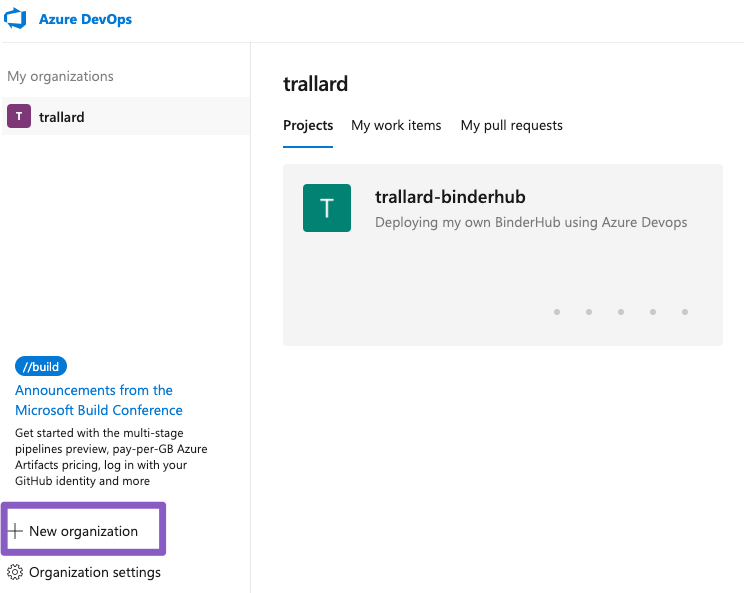 Azure DevOps
My organizations
T
trallard
trallard
Projects
My work items
My pull requests
T
trallard-binderhub
Deploying my own BinderHub using Azure Devops
//build
Announcements from the
Microsoft Build Conference
Get started with the multi-stage
pipelines preview, pay-per-GB Azure
Artifacts pricing, log in with your
GitHub identity and more
New organization
Organization settings